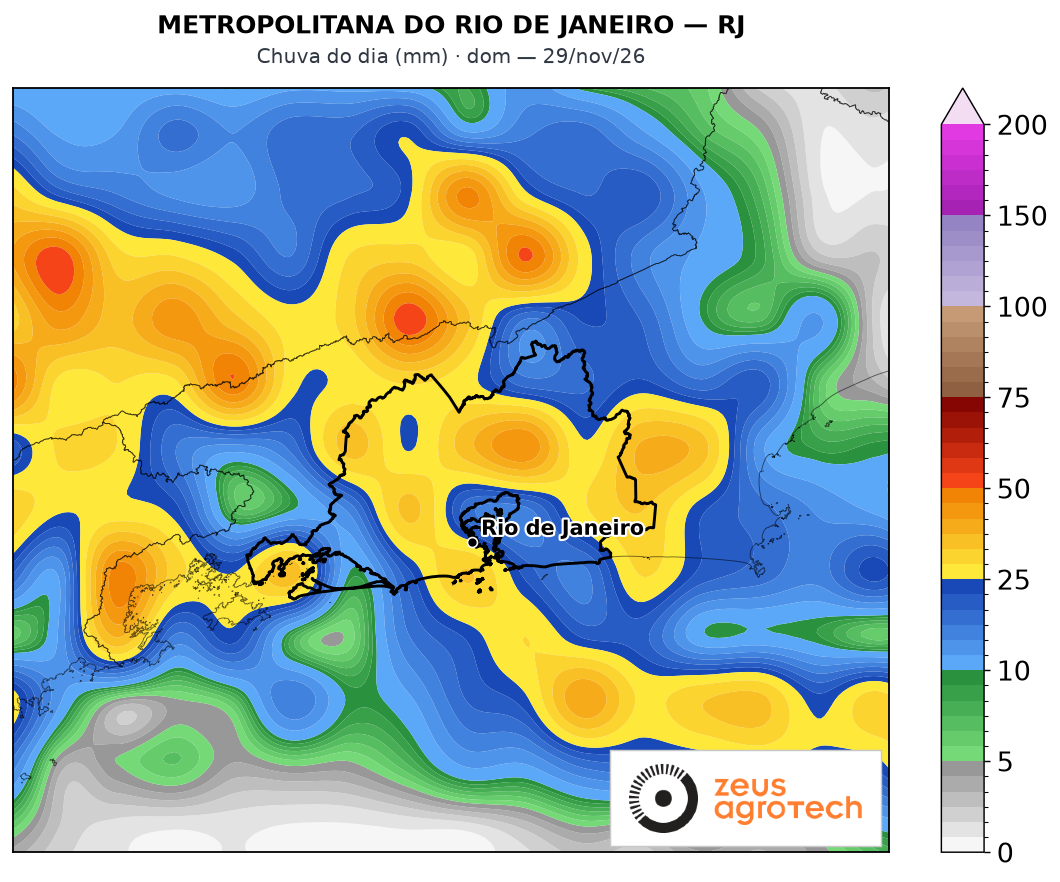 METROPOLITANA DO RIO DE JANEIRO — RJ
Chuva do dia (mm) · dom — 29/nov/26
200
150
100
75
50
25
10
5
0
Rio de Janeiro
zeus
agrotech